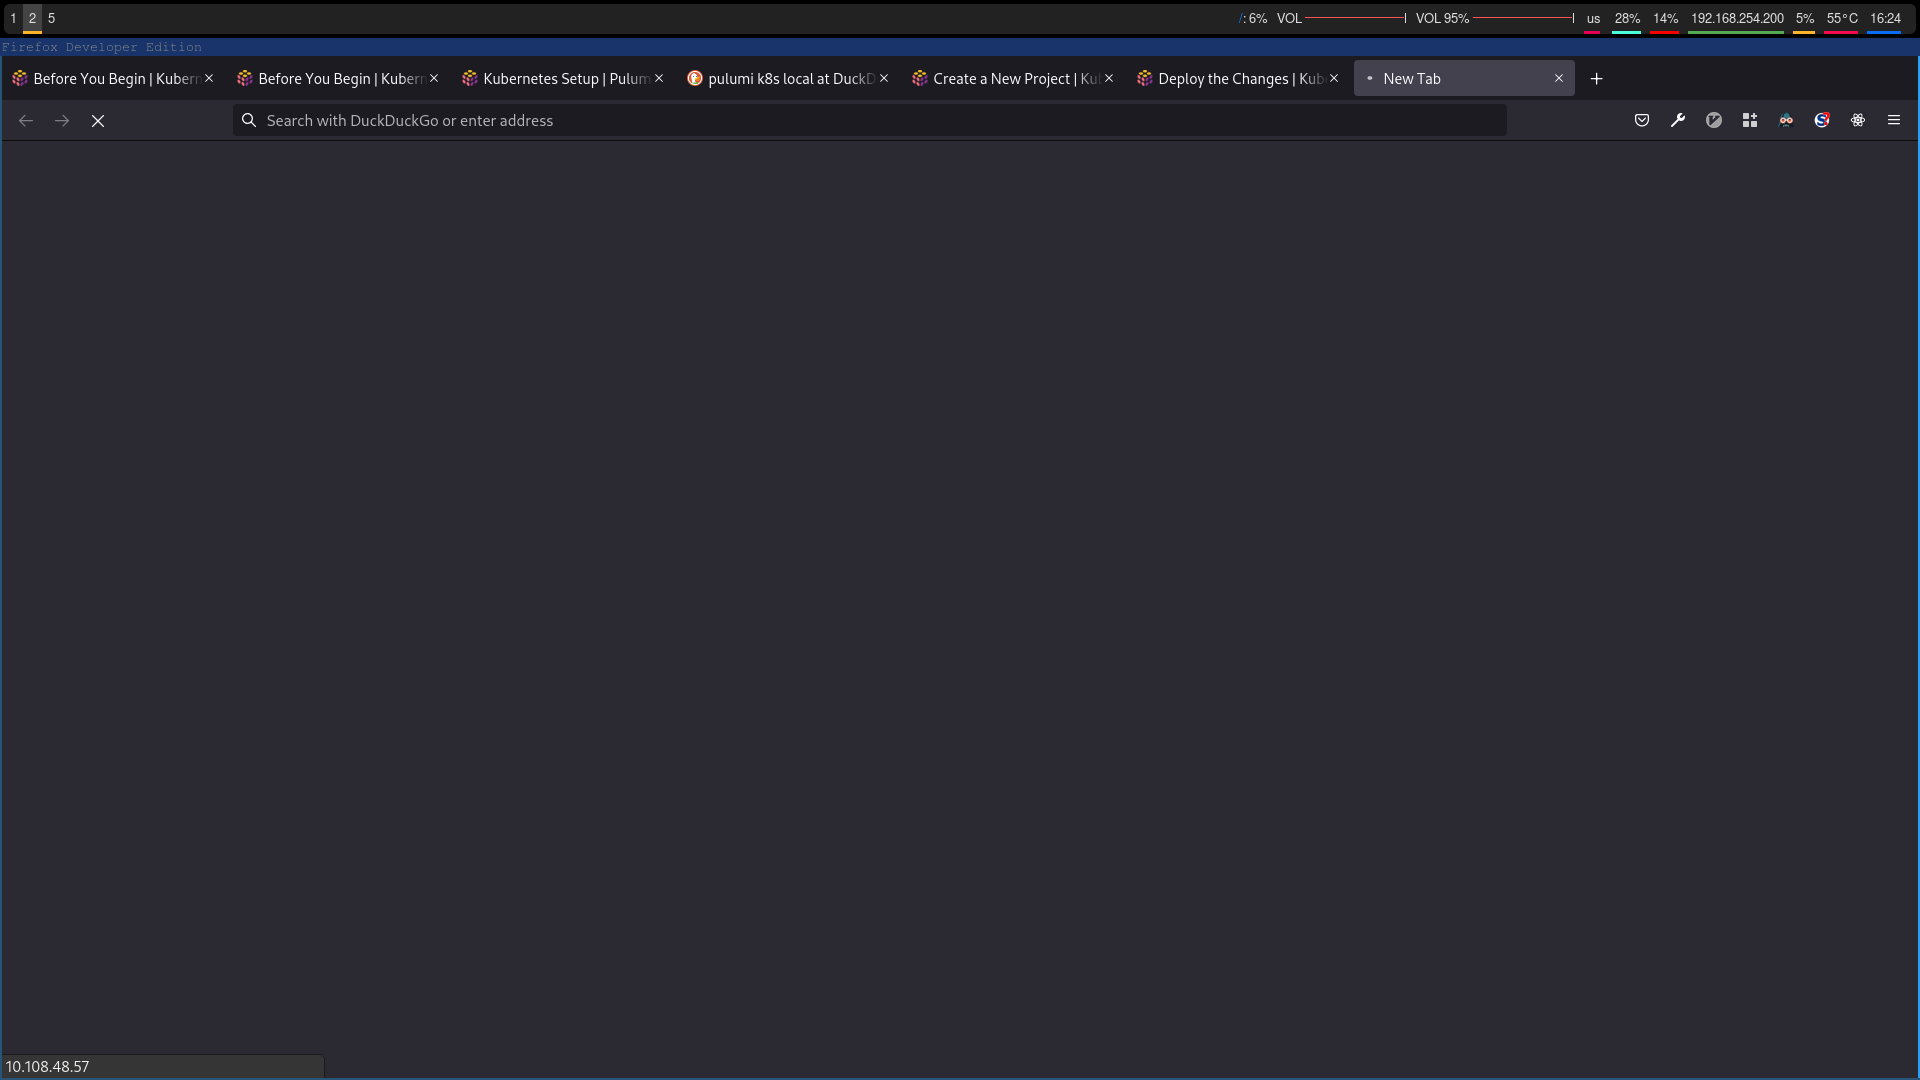 1 2 5 /: 6% VOL VOL 95% us 28% 14% 192.168.254.200 5% 55°C 16:24
Firefox Developer Edition
Before You Begin | Kubern Before You Begin | Kubern Kubernetes Setup | Pulum pulumi k8s local at DuckD Create a New Project | Kub Deploy the Changes | Kube New Tab
Search with DuckDuckGo or enter address
10.108.48.57